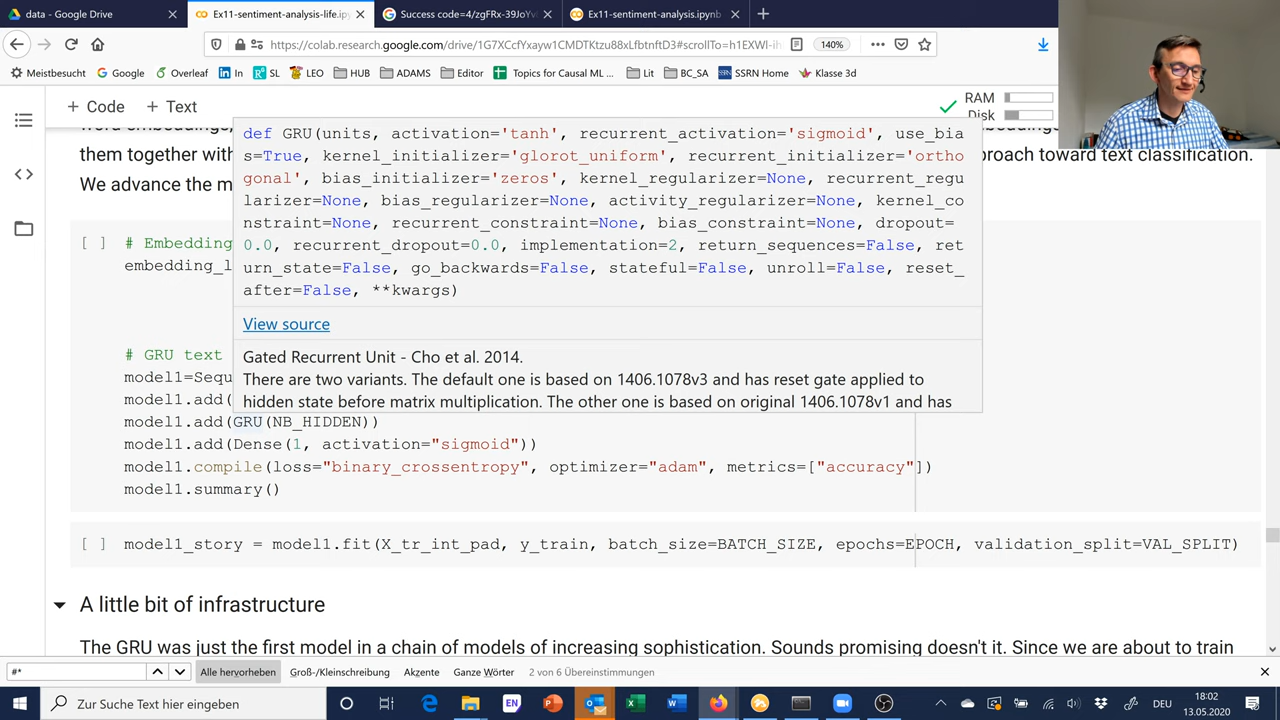 data - Google Drive
Ex11-sentiment-analysis-life.ipy
Success code=4/zgFRx-39JoYv
Ex11-sentiment-analysis.ipynb
https://colab.research.google.com/drive/1G7XCcfYxayw1CMDTKtzu88xLfbtnftD3#scrollTo=h1EXWl-ih
140%
Meistbesucht
Google
Overleaf
In
SL
LEO
HUB
ADAMS
Editor
Topics for Causal ML ...
Lit
BC_SA
SSRN Home
Klasse 3d
+ Code + Text
RAM
Disk
them together with
proach toward text classification.
We advance the m
def GRU(units, activation='tanh', recurrent_activation='sigmoid', use_bia
s=True, kernel_initializer='glorot_uniform', recurrent_initializer='ortho
gonal', bias_initializer='zeros', kernel_regularizer=None, recurrent_regu
larizer=None, bias_regularizer=None, activity_regularizer=None, kernel_co
nstraint=None, recurrent_constraint=None, bias_constraint=None, dropout=
0.0, recurrent_dropout=0.0, implementation=2, return_sequences=False, ret
urn_state=False, go_backwards=False, stateful=False, unroll=False, reset_
after=False, **kwargs)
View source
Gated Recurrent Unit - Cho et al. 2014.
There are two variants. The default one is based on 1406.1078v3 and has reset gate applied to
hidden state before matrix multiplication. The other one is based on original 1406.1078v1 and has
[ ] # Embedding
embedding_l
# GRU text
model1=Sequ
model1.add(
model1.add(GRU(NB_HIDDEN))
model1.add(Dense(1, activation="sigmoid"))
model1.compile(loss="binary_crossentropy", optimizer="adam", metrics=["accuracy"])
model1.summary()
[ ] model1_story = model1.fit(X_tr_int_pad, y_train, batch_size=BATCH_SIZE, epochs=EPOCH, validation_split=VAL_SPLIT)
A little bit of infrastructure
The GRU was just the first model in a chain of models of increasing sophistication. Sounds promising doesn't it. Since we are about to train
#*
Alle hervorheben
Groß-/Kleinschreibung
Akzente
Ganze Wörter
2 von 6 Übereinstimmungen
Zur Suche Text hier eingeben
EN
DEU
18:02
13.05.2020